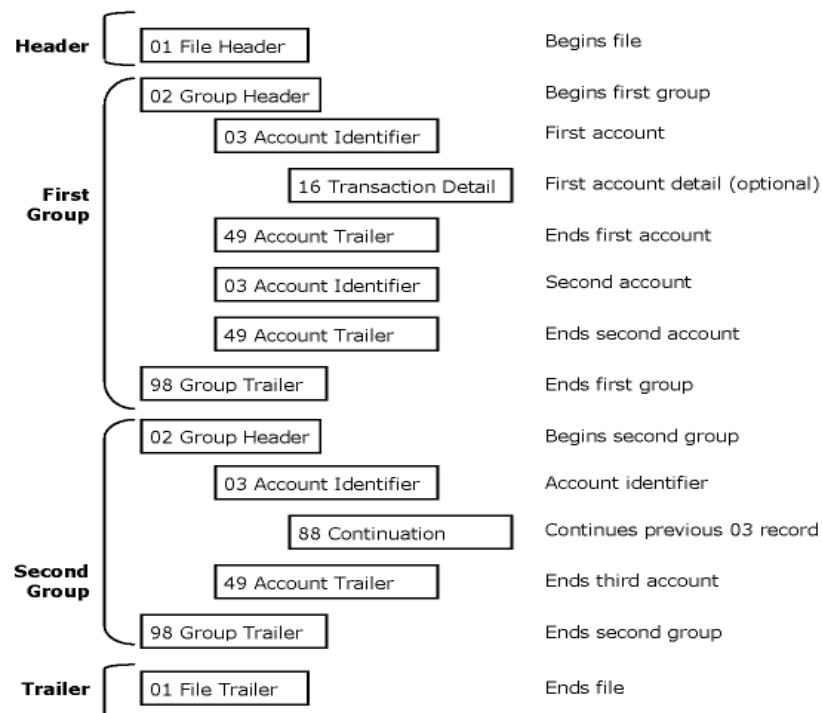 Header
01 File Header
Begins file
02 Group Header
Begins first group
03 Account Identifier
First account
First
Group
16 Transaction Detail
First account detail (optional)
49 Account Trailer
Ends first account
03 Account Identifier
Second account
49 Account Trailer
Ends second account
98 Group Trailer
Ends first group
02 Group Header
Begins second group
03 Account Identifier
Account identifier
88 Continuation
Continues previous 03 record
Second
Group
49 Account Trailer
Ends third account
98 Group Trailer
Ends second group
Trailer
01 File Trailer
Ends file